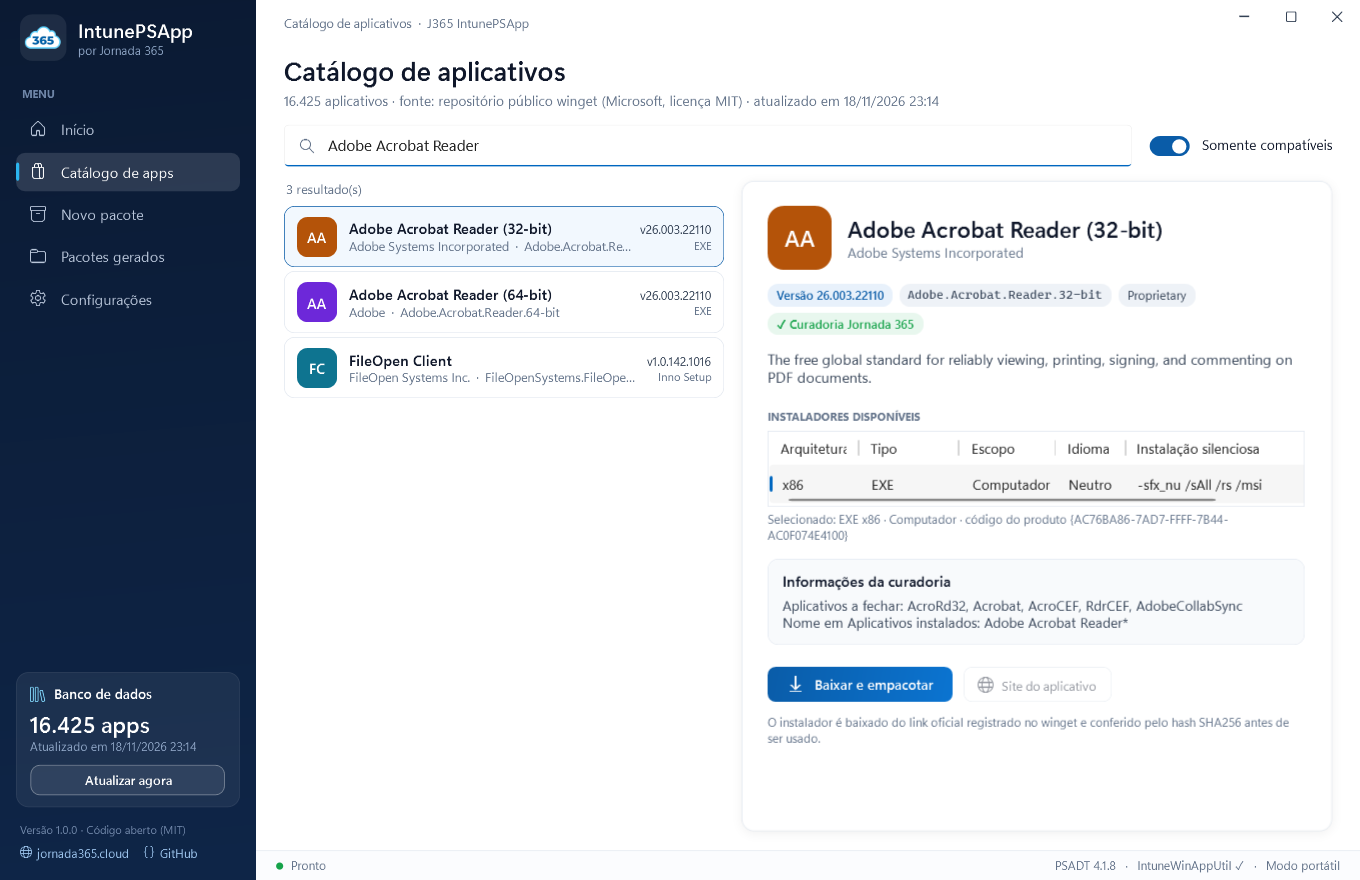 365
IntunePSApp
por Jornada 365
MENU
Início
Catálogo de apps
Novo pacote
Pacotes gerados
Configurações
Banco de dados
16.425 apps
Atualizado em 18/11/2026 23:14
Atualizar agora
Versão 1.0.0 · Código aberto (MIT)
jornada365.cloud
GitHub
Catálogo de aplicativos · J365 IntunePSApp
Catálogo de aplicativos
16.425 aplicativos · fonte: repositório público winget (Microsoft, licença MIT) · atualizado em 18/11/2026 23:14
Adobe Acrobat Reader
Somente compatíveis
3 resultado(s)
AA
Adobe Acrobat Reader (32-bit)
v26.003.22110
Adobe Systems Incorporated · Adobe.Acrobat.Re...
EXE
AA
Adobe Acrobat Reader (64-bit)
v26.003.22110
Adobe · Adobe.Acrobat.Reader.64-bit
EXE
FC
FileOpen Client
v1.0.142.1016
FileOpen Systems Inc. · FileOpenSystems.FileOpe...
Inno Setup
AA
Adobe Acrobat Reader (32-bit)
Adobe Systems Incorporated
Versão 26.003.22110
Adobe.Acrobat.Reader.32-bit
Proprietary
✓ Curadoria Jornada 365
The free global standard for reliably viewing, printing, signing, and commenting on
PDF documents.
INSTALADORES DISPONÍVEIS
Arquitetura Tipo Escopo Idioma Instalação silenciosa
x86 EXE Computador Neutro -sfx_nu /sAll /rs /msi
Selecionado: EXE x86 · Computador · código do produto {AC76BA86-7AD7-FFFF-7B44-
AC0F074E4100}
Informações da curadoria
Aplicativos a fechar: AcroRd32, Acrobat, AcroCEF, RdrCEF, AdobeCollabSync
Nome em Aplicativos instalados: Adobe Acrobat Reader*
Baixar e empacotar
Site do aplicativo
O instalador é baixado do link oficial registrado no winget e conferido pelo hash SHA256 antes de
ser usado.
Pronto
PSADT 4.1.8 · IntuneWinAppUtil ✓ · Modo portátil